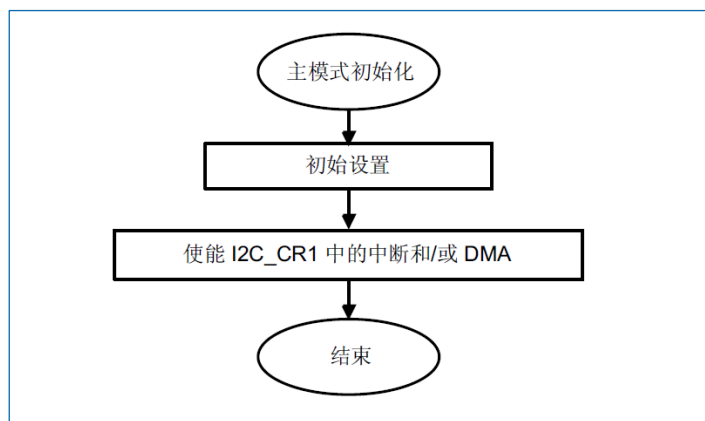 主模式初始化
初始设置
使能 I2C_CR1 中的中断和/或 DMA
结束